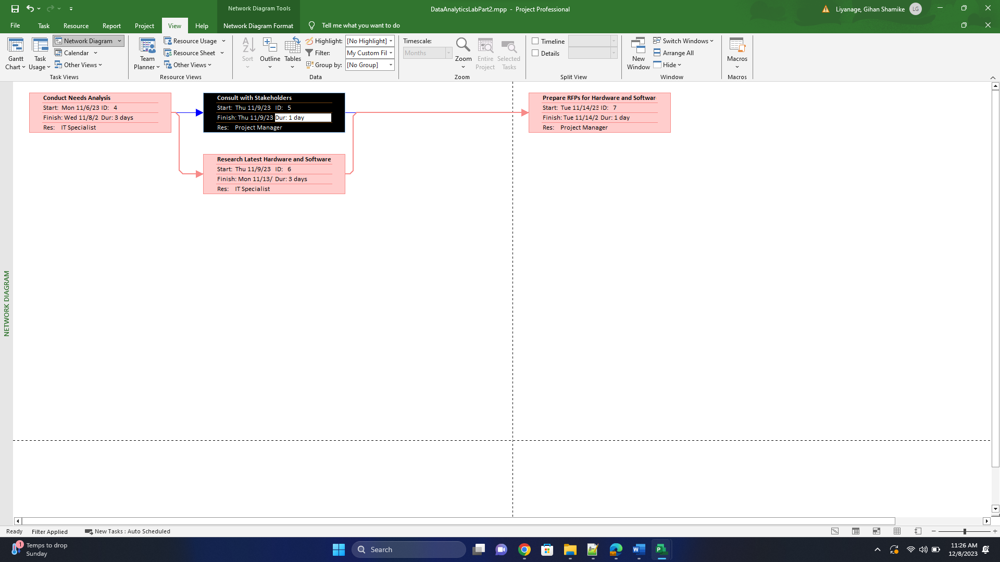 Network Diagram Tools
DataAnalyticsLabPart2.mpp - Project Professional
Liyanage, Gihan Shamike
LG
File Task Resource Report Project View Help Network Diagram Format Tell me what you want to do
Gantt Chart
Task Usage
Network Diagram
Calendar
Other Views
Task Views
Team Planner
Resource Usage
Resource Sheet
Other Views
Resource Views
Sort
Outline
Tables
Highlight: [No Highlight]
Filter: My Custom Fil
Group by: [No Group]
Data
Timescale:
Months
Zoom
Entire Project
Selected Tasks
Zoom
Timeline
Details
Split View
New Window
Switch Windows
Arrange All
Hide
Window
Macros
Macros
NETWORK DIAGRAM
Conduct Needs Analysis
Start: Mon 11/6/23 ID: 4
Finish: Wed 11/8/2 Dur: 3 days
Res: IT Specialist
Consult with Stakeholders
Start: Thu 11/9/23 ID: 5
Finish: Thu 11/9/23 Dur: 1 day
Res: Project Manager
Prepare RFPs for Hardware and Softwar
Start: Tue 11/14/23 ID: 7
Finish: Tue 11/14/2 Dur: 1 day
Res: Project Manager
Research Latest Hardware and Software
Start: Thu 11/9/23 ID: 6
Finish: Mon 11/13/ Dur: 3 days
Res: IT Specialist
Ready Filter Applied New Tasks : Auto Scheduled
1
Temps to drop
Sunday
Search
11:26 AM
12/8/2023